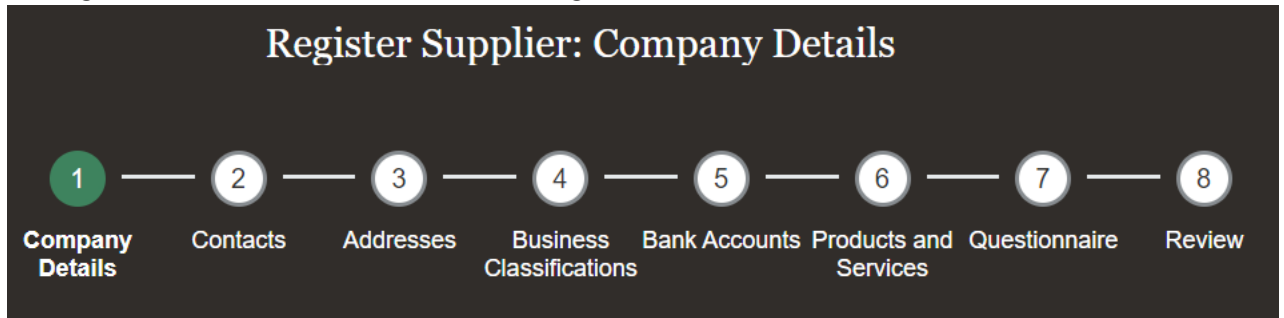 Register Supplier: Company Details
1 2 3 4 5 6 7 8
Company Contacts Addresses Business Bank Accounts Products and Questionnaire Review
Details Classifications Services